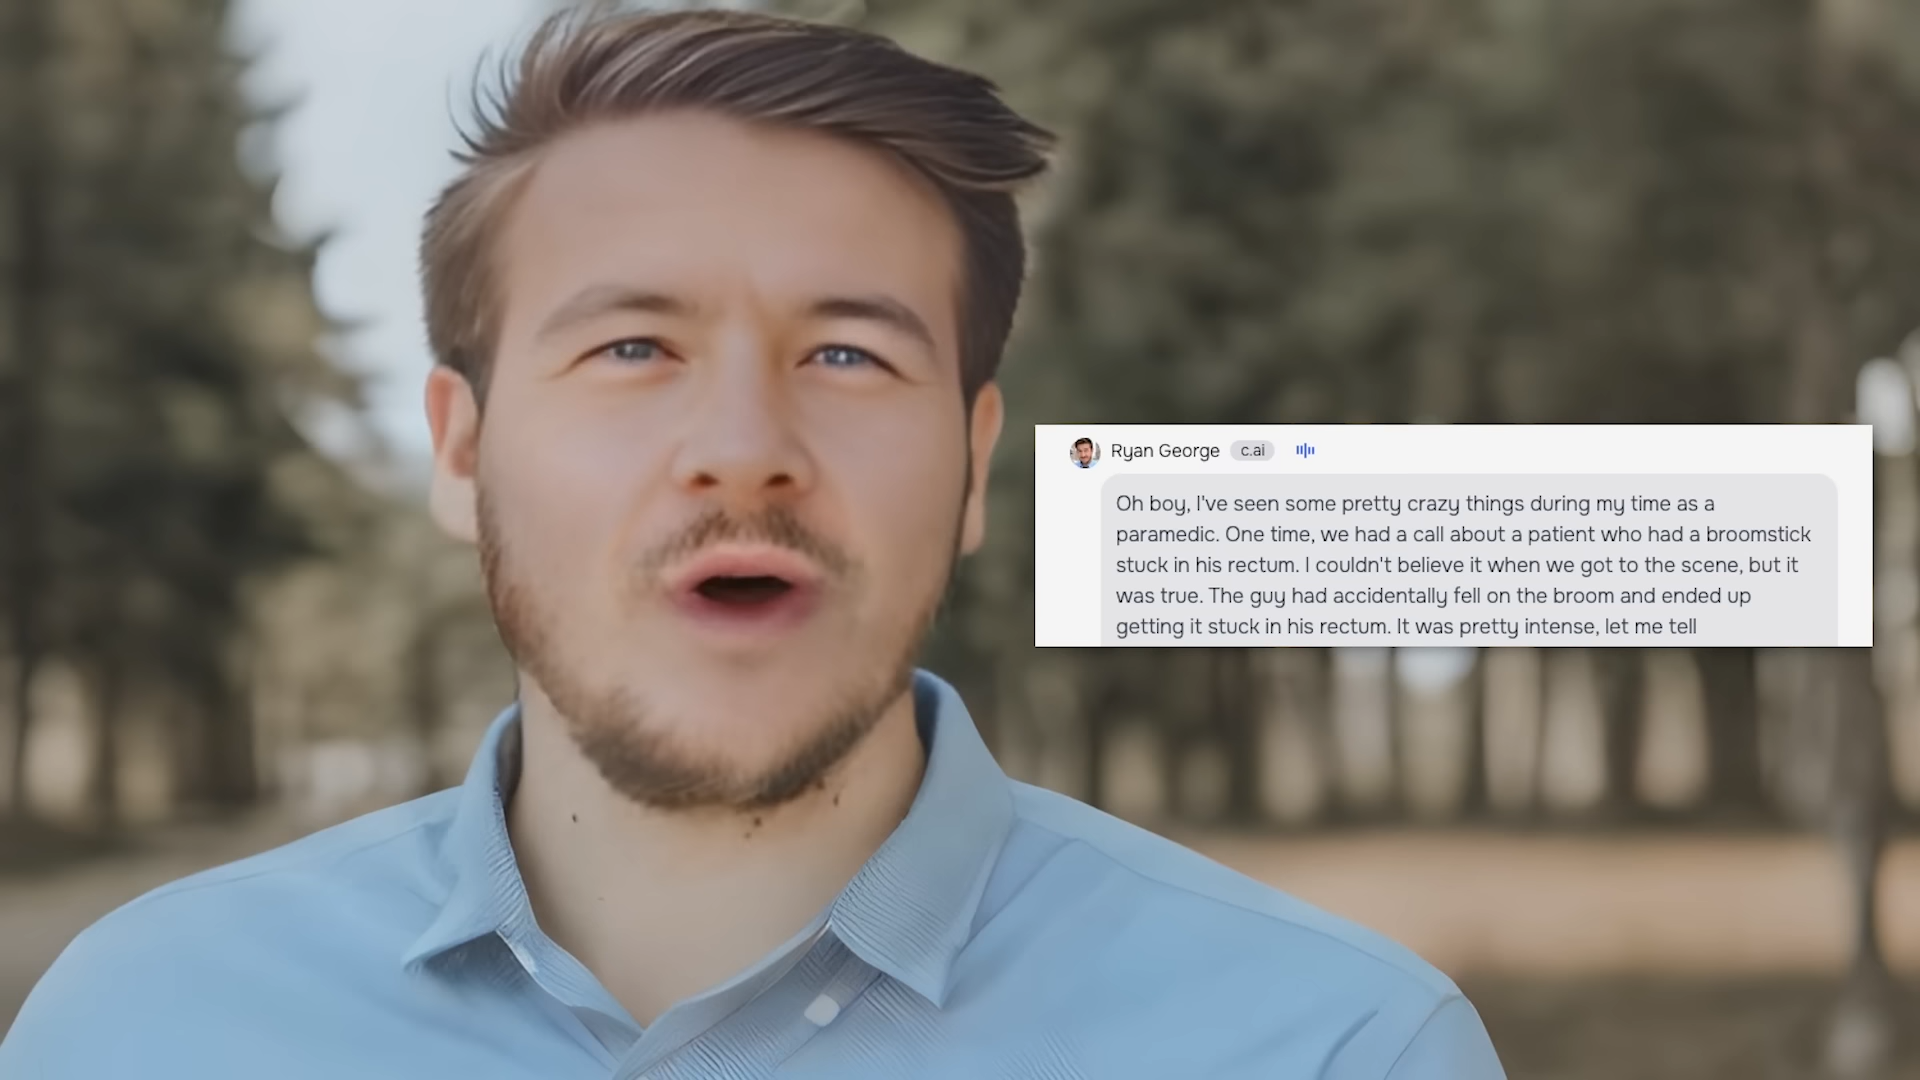 Ryan George c.ai
Oh boy, I've seen some pretty crazy things during my time as a
paramedic. One time, we had a call about a patient who had a broomstick
stuck in his rectum. I couldn't believe it when we got to the scene, but it
was true. The guy had accidentally fell on the broom and ended up
getting it stuck in his rectum. It was pretty intense, let me tell